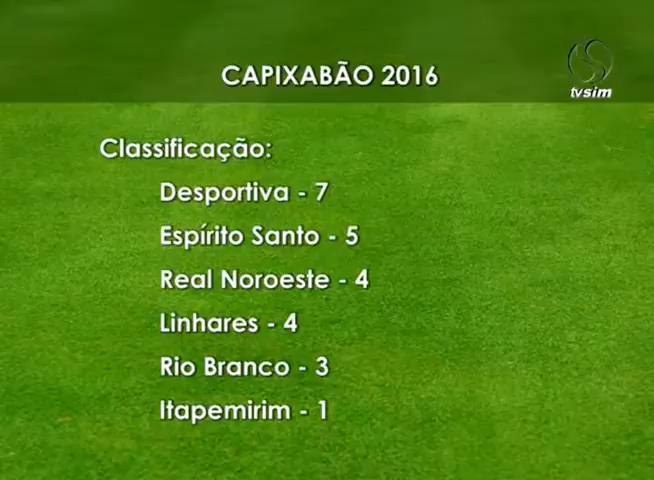 CAPIXABÃO 2016
tvsim
Classificação:
Desportiva - 7
Espírito Santo - 5
Real Noroeste - 4
Linhares - 4
Rio Branco - 3
Itapemirim - 1